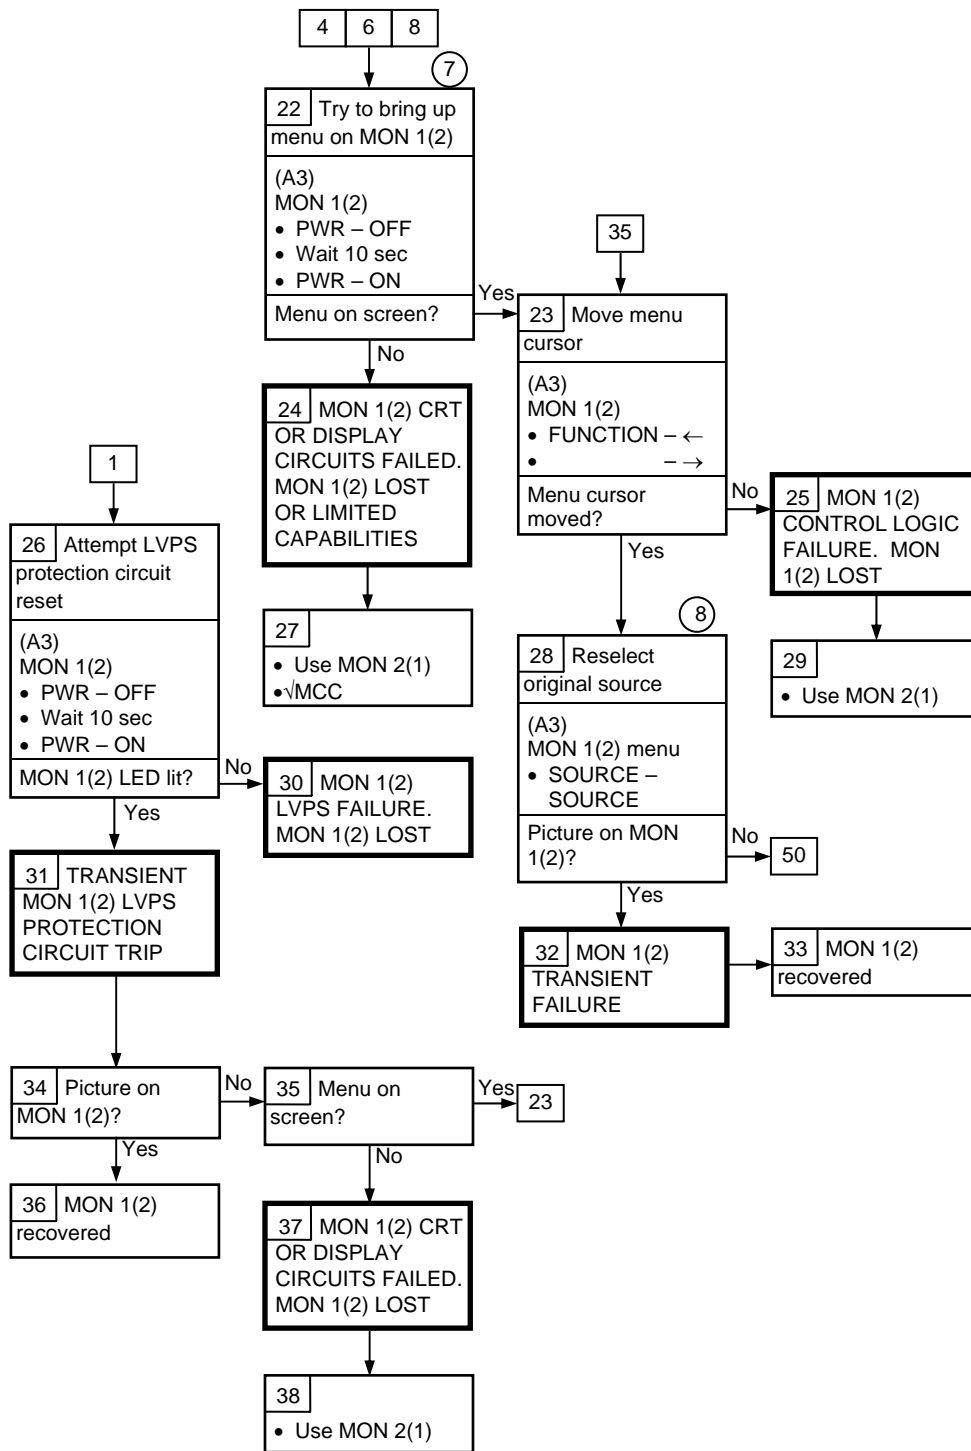 4 6 8
7
22 Try to bring up
menu on MON 1(2)
(A3)
MON 1(2)
• PWR – OFF
• Wait 10 sec
• PWR – ON
Menu on screen?
Yes
No
35
23 Move menu
cursor
(A3)
MON 1(2)
• FUNCTION – ←
• – →
Menu cursor
moved?
No
Yes
24 MON 1(2) CRT
OR DISPLAY
CIRCUITS FAILED.
MON 1(2) LOST
OR LIMITED
CAPABILITIES
25 MON 1(2)
CONTROL LOGIC
FAILURE. MON
1(2) LOST
1
26 Attempt LVPS
protection circuit
reset
(A3)
MON 1(2)
• PWR – OFF
• Wait 10 sec
• PWR – ON
MON 1(2) LED lit?
No
Yes
27
• Use MON 2(1)
•√MCC
8
28 Reselect
original source
(A3)
MON 1(2) menu
• SOURCE –
SOURCE
Picture on MON
1(2)?
No
50
Yes
29
• Use MON 2(1)
30 MON 1(2)
LVPS FAILURE.
MON 1(2) LOST
31 TRANSIENT
MON 1(2) LVPS
PROTECTION
CIRCUIT TRIP
32 MON 1(2)
TRANSIENT
FAILURE
33 MON 1(2)
recovered
34 Picture on
MON 1(2)?
No
Yes
35 Menu on
screen?
Yes
23
No
36 MON 1(2)
recovered
37 MON 1(2) CRT
OR DISPLAY
CIRCUITS FAILED.
MON 1(2) LOST
38
• Use MON 2(1)